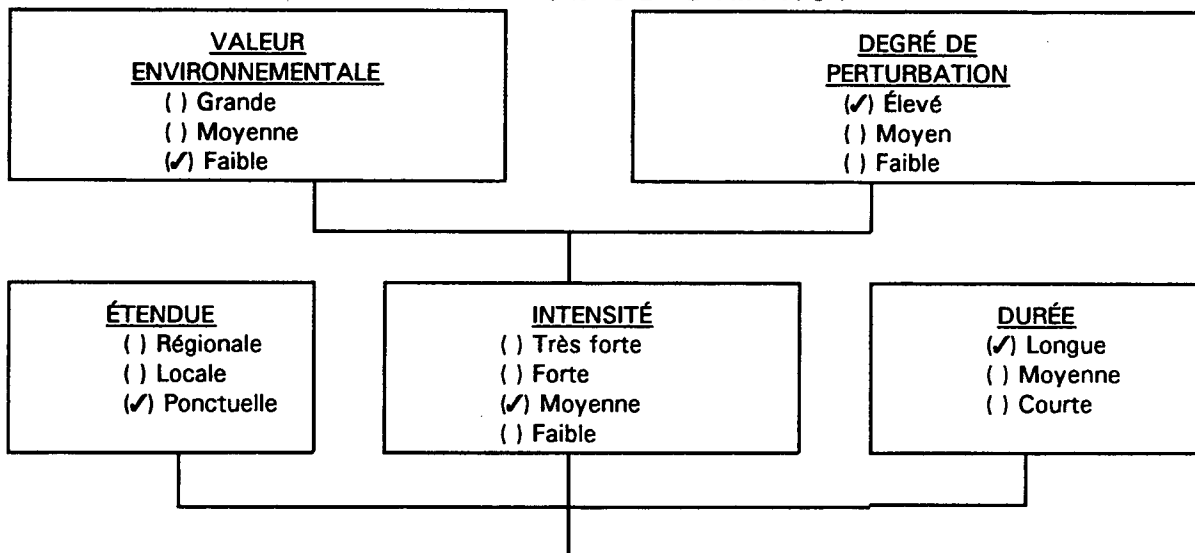 VALEUR
ENVIRONNEMENTALE
( ) Grande
( ) Moyenne
(✓) Faible
DEGRÉ DE
PERTURBATION
(✓) Élevé
( ) Moyen
( ) Faible
ÉTENDUE
( ) Régionale
( ) Locale
(✓) Ponctuelle
INTENSITÉ
( ) Très forte
( ) Forte
(✓) Moyenne
( ) Faible
DURÉE
(✓) Longue
( ) Moyenne
( ) Courte